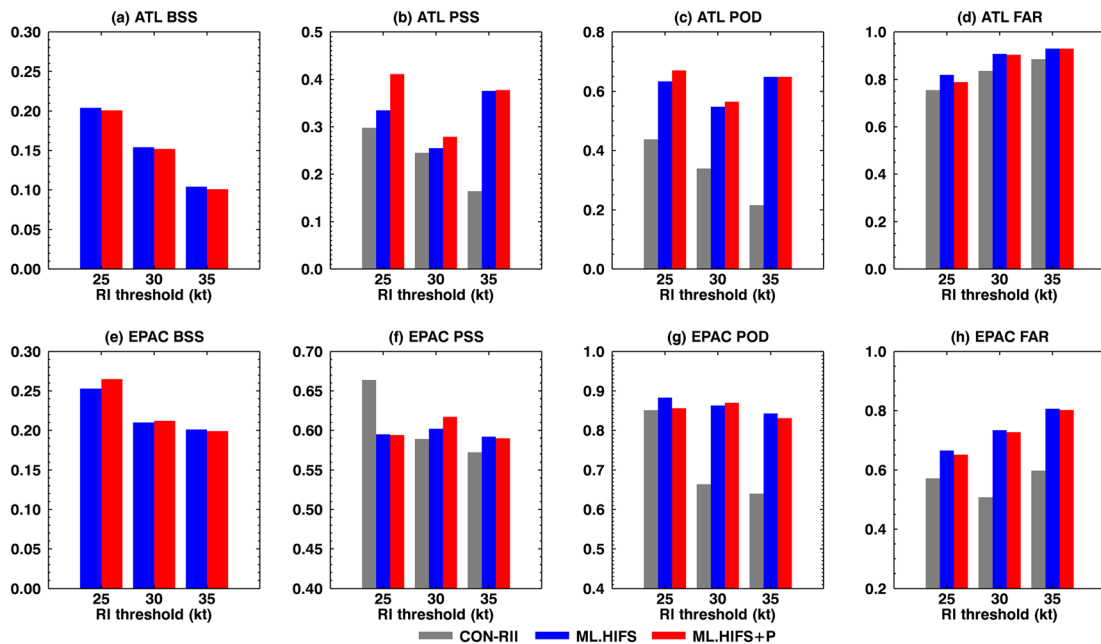 (a) ATL BSS
(b) ATL PSS
(c) ATL POD
(d) ATL FAR
0.30
0.25
0.20
0.15
0.10
0.05
0.00
25 30 35
RI threshold (kt)
0.5
0.4
0.3
0.2
0.1
0.0
25 30 35
RI threshold (kt)
0.8
0.6
0.4
0.2
0.0
25 30 35
RI threshold (kt)
1.0
0.8
0.6
0.4
0.2
0.0
25 30 35
RI threshold (kt)
(e) EPAC BSS
(f) EPAC PSS
(g) EPAC POD
(h) EPAC FAR
0.30
0.25
0.20
0.15
0.10
0.05
0.00
25 30 35
RI threshold (kt)
0.70
0.65
0.60
0.55
0.50
0.45
0.40
25 30 35
RI threshold (kt)
1.0
0.9
0.8
0.7
0.6
0.5
0.4
25 30 35
RI threshold (kt)
1.0
0.8
0.6
0.4
0.2
25 30 35
RI threshold (kt)
CON-RII ML.HIFS ML.HIFS+P